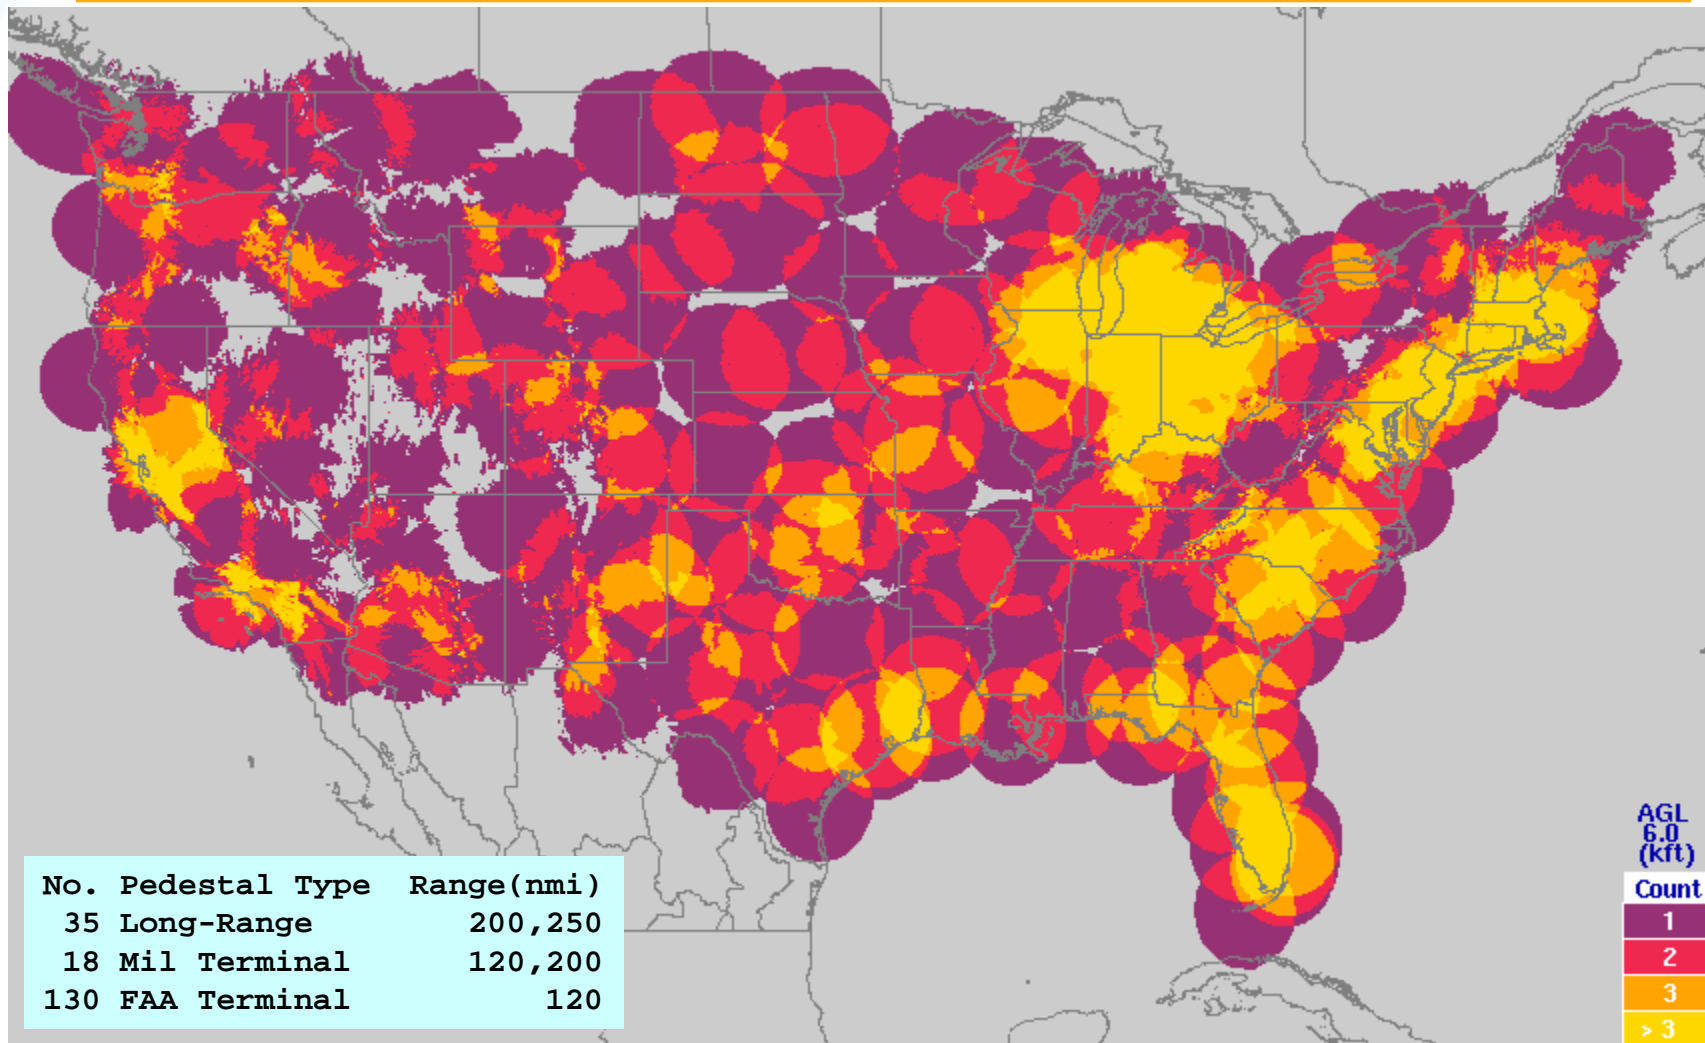 No. Pedestal Type Range(nmi)
35 Long-Range 200,250
18 Mil Terminal 120,200
130 FAA Terminal 120
AGL
6.0
(kft)
Count
1
2
3
> 3